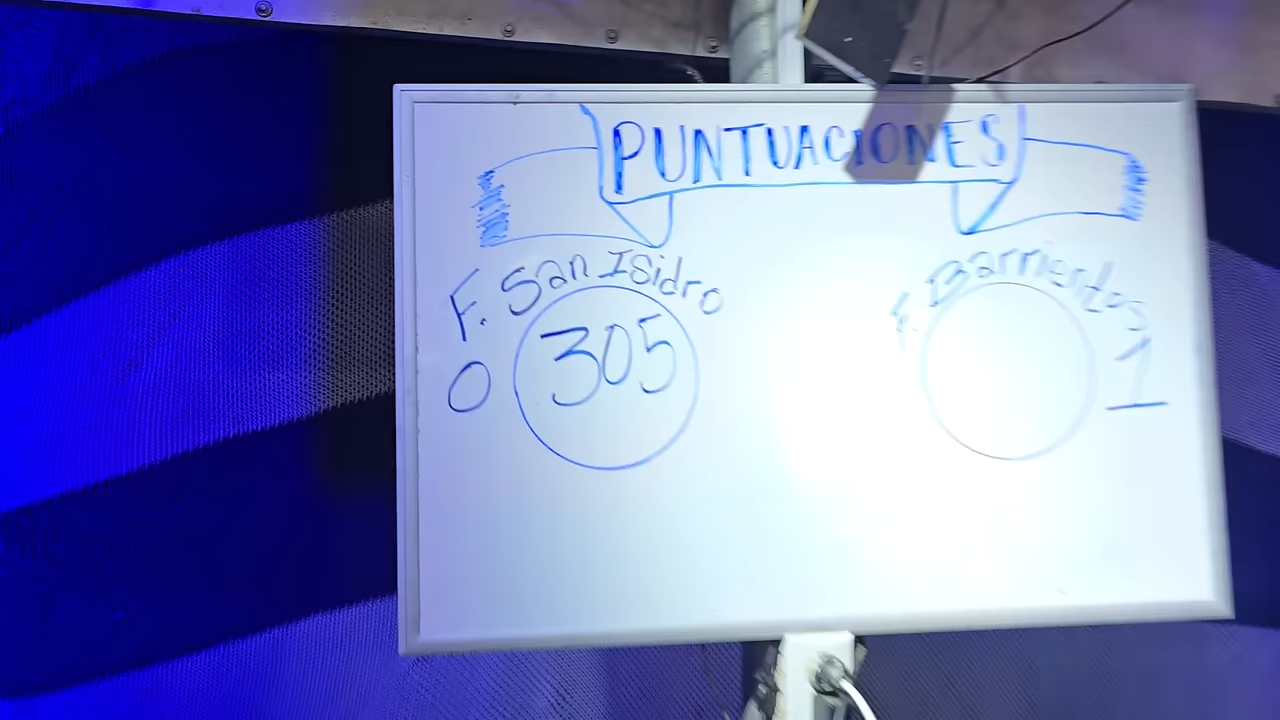 PUNTUACIONES
F. San Isidro
F. Barrientos
0
305
1